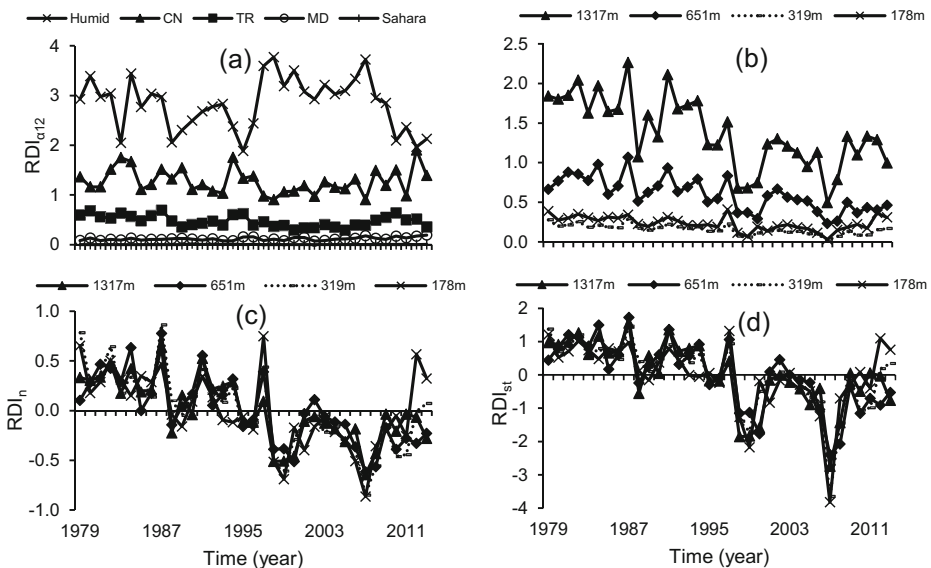 Humid CN TR MD Sahara
(a)
RDIα12
4
3
2
1
0
1317m 651m 319m 178m
(b)
2.5
2.0
1.5
1.0
0.5
0.0
1317m 651m 319m 178m
(c)
RDIn
1.0
0.5
0.0
-0.5
-1.0
1979 1987 1995 2003 2011
Time (year)
1317m 651m 319m 178m
(d)
RDIst
2
1
0
-1
-2
-3
-4
1979 1987 1995 2003 2011
Time (year)